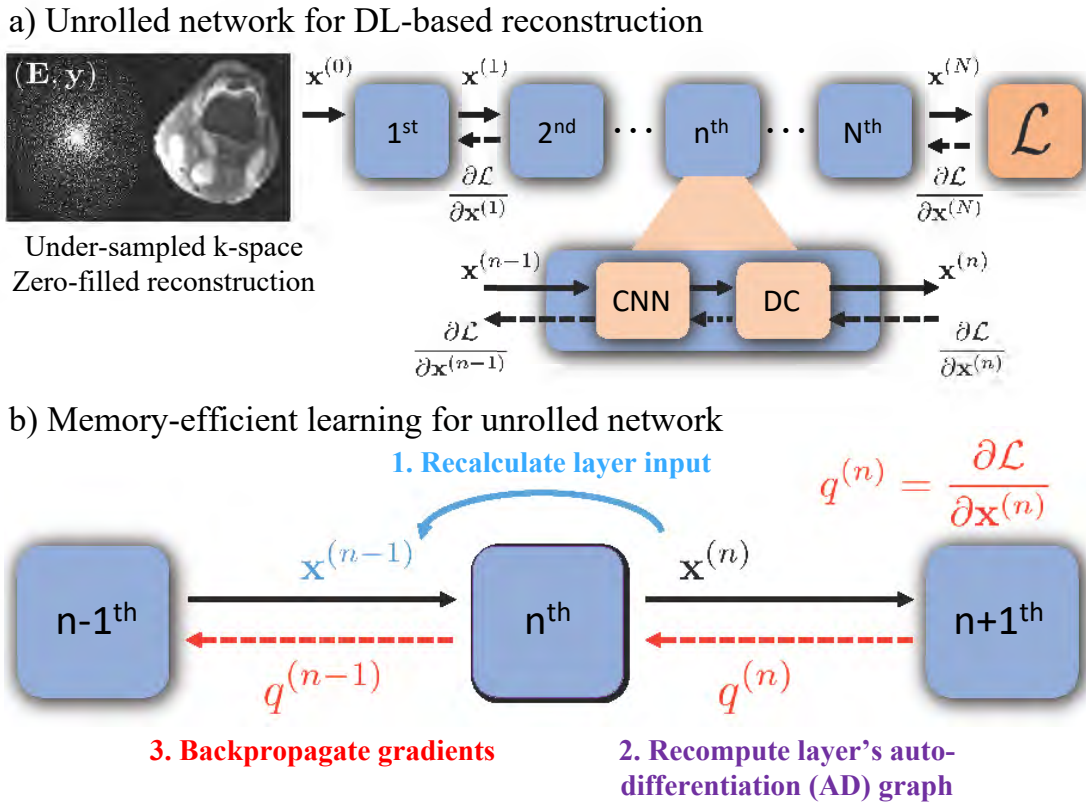 a) Unrolled network for DL-based reconstruction
(E, y)
x^(0)
x^(1)
x^(N)
1st
2nd
...
nth
...
Nth
ℒ
∂ℒ/∂x^(1)
∂ℒ/∂x^(N)
Under-sampled k-space
Zero-filled reconstruction
x^(n−1)
x^(n)
CNN
DC
∂ℒ/∂x^(n−1)
∂ℒ/∂x^(n)
b) Memory-efficient learning for unrolled network
1. Recalculate layer input
q^(n) = ∂ℒ/∂x^(n)
x^(n−1)
x^(n)
n-1th
nth
n+1th
q^(n−1)
q^(n)
3. Backpropagate gradients
2. Recompute layer’s auto-
differentiation (AD) graph